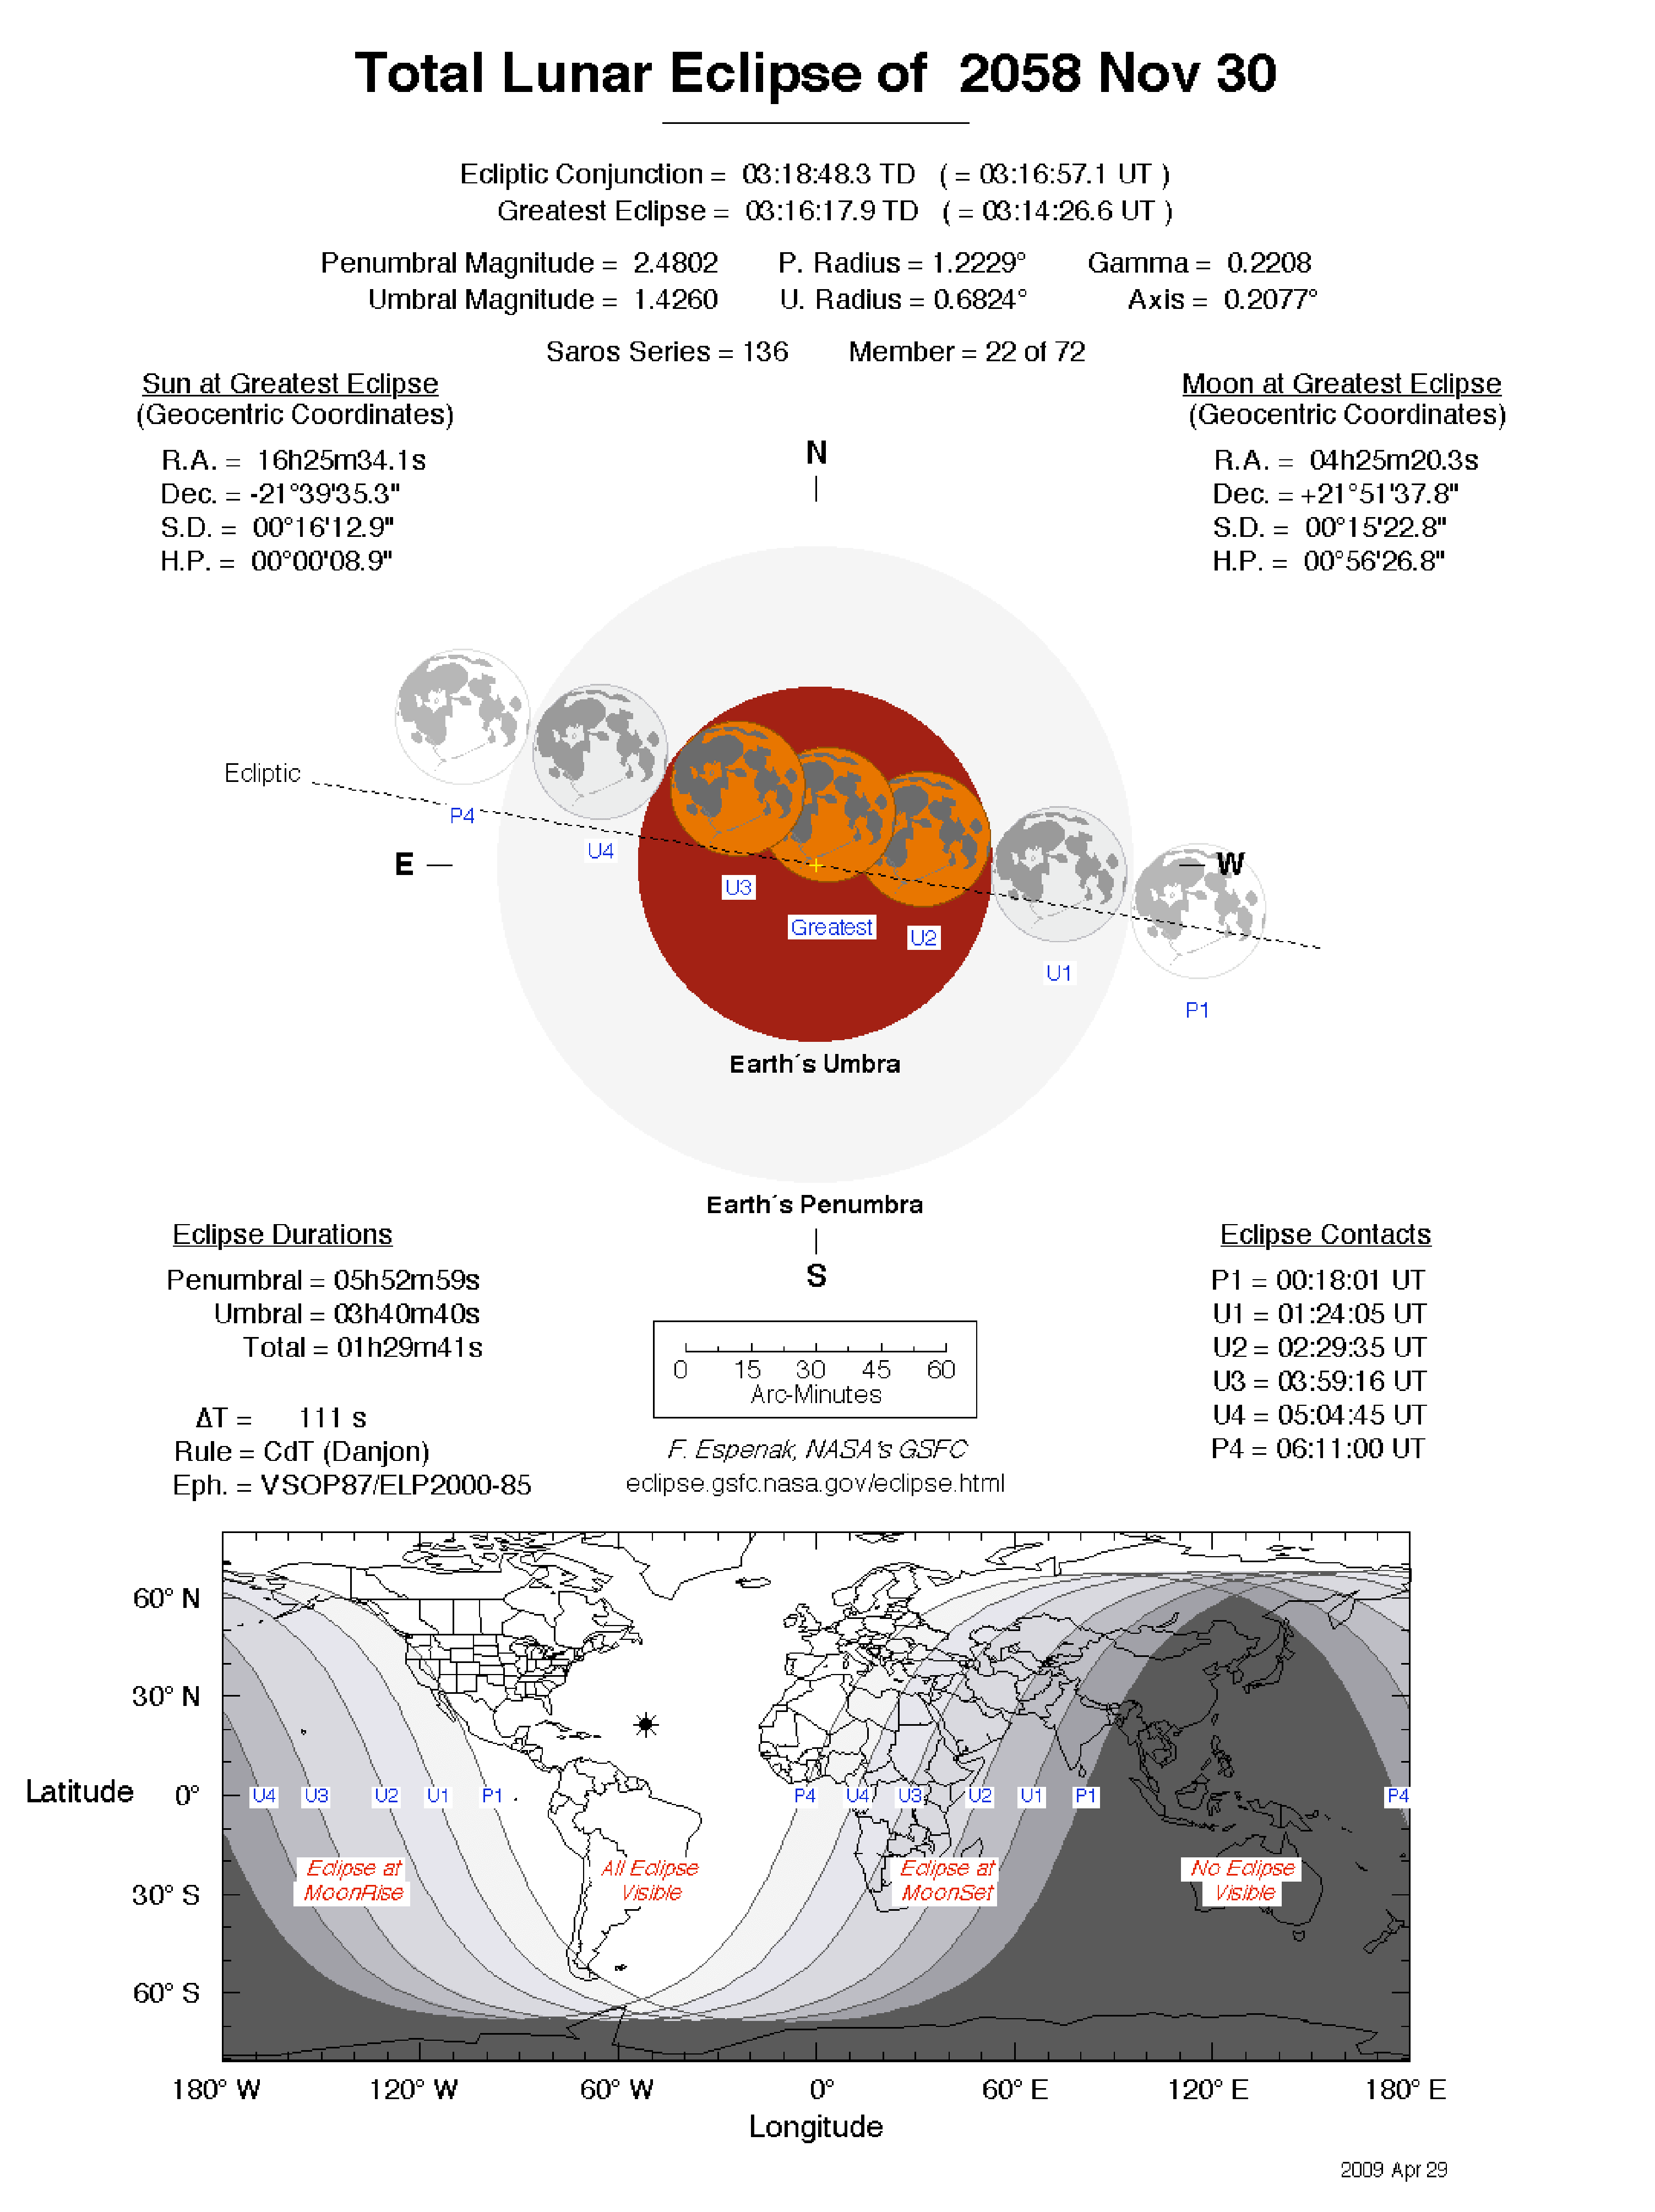 Total Lunar Eclipse of 2058 Nov 30
Ecliptic Conjunction = 03:18:48.3 TD ( = 03:16:57.1 UT )
Greatest Eclipse = 03:16:17.9 TD ( = 03:14:26.6 UT )
Penumbral Magnitude = 2.4802 P. Radius = 1.2229° Gamma = 0.2208
Umbral Magnitude = 1.4260 U. Radius = 0.6824° Axis = 0.2077°
Saros Series = 136 Member = 22 of 72
Sun at Greatest Eclipse
(Geocentric Coordinates)
R.A. = 16h25m34.1s
Dec. = -21°39'35.3"
S.D. = 00°16'12.9"
H.P. = 00°00'08.9"
Moon at Greatest Eclipse
(Geocentric Coordinates)
R.A. = 04h25m20.3s
Dec. = +21°51'37.8"
S.D. = 00°15'22.8"
H.P. = 00°56'26.8"
N
Ecliptic
P4
U4
E
W
U3
Greatest
U2
U1
P1
Earth´s Umbra
Earth´s Penumbra
S
Eclipse Durations
Penumbral = 05h52m59s
Umbral = 03h40m40s
Total = 01h29m41s
ΔT = 111 s
Rule = CdT (Danjon)
Eph. = VSOP87/ELP2000-85
0 15 30 45 60
Arc-Minutes
F. Espenak, NASA's GSFC
eclipse.gsfc.nasa.gov/eclipse.html
Eclipse Contacts
P1 = 00:18:01 UT
U1 = 01:24:05 UT
U2 = 02:29:35 UT
U3 = 03:59:16 UT
U4 = 05:04:45 UT
P4 = 06:11:00 UT
60° N
30° N
Latitude 0°
30° S
60° S
U4 U3 U2 U1 P1 P4 U4 U3 U2 U1 P1 P4
Eclipse at
MoonRise
All Eclipse
Visible
Eclipse at
MoonSet
No Eclipse
Visible
180° W 120° W 60° W 0° 60° E 120° E 180° E
Longitude
2009 Apr 29